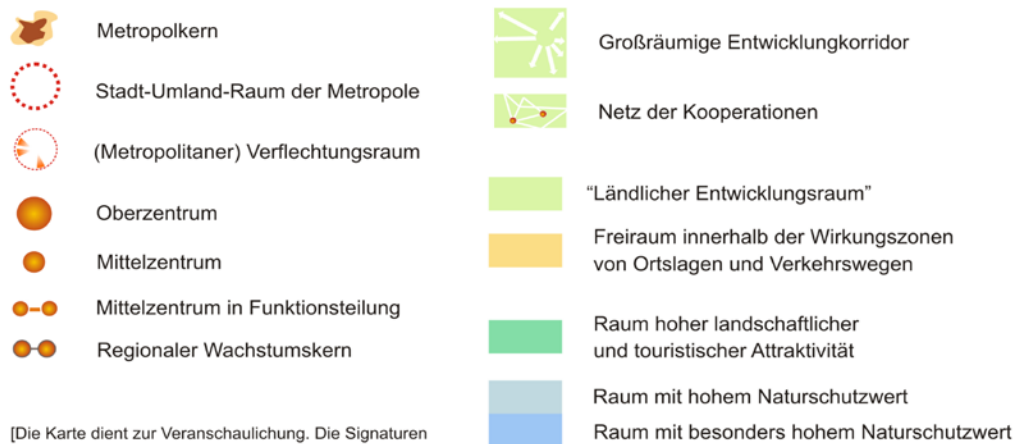 Metropolkern
Stadt-Umland-Raum der Metropole
(Metropolitaner) Verflechtungsraum
Oberzentrum
Mittelzentrum
Mittelzentrum in Funktionsteilung
Regionaler Wachstumskern
[Die Karte dient zur Veranschaulichung. Die Signaturen
Großräumige Entwicklungkorridor
Netz der Kooperationen
“Ländlicher Entwicklungsraum”
Freiraum innerhalb der Wirkungszonen
von Ortslagen und Verkehrswegen
Raum hoher landschaftlicher
und touristischer Attraktivität
Raum mit hohem Naturschutzwert
Raum mit besonders hohem Naturschutzwert